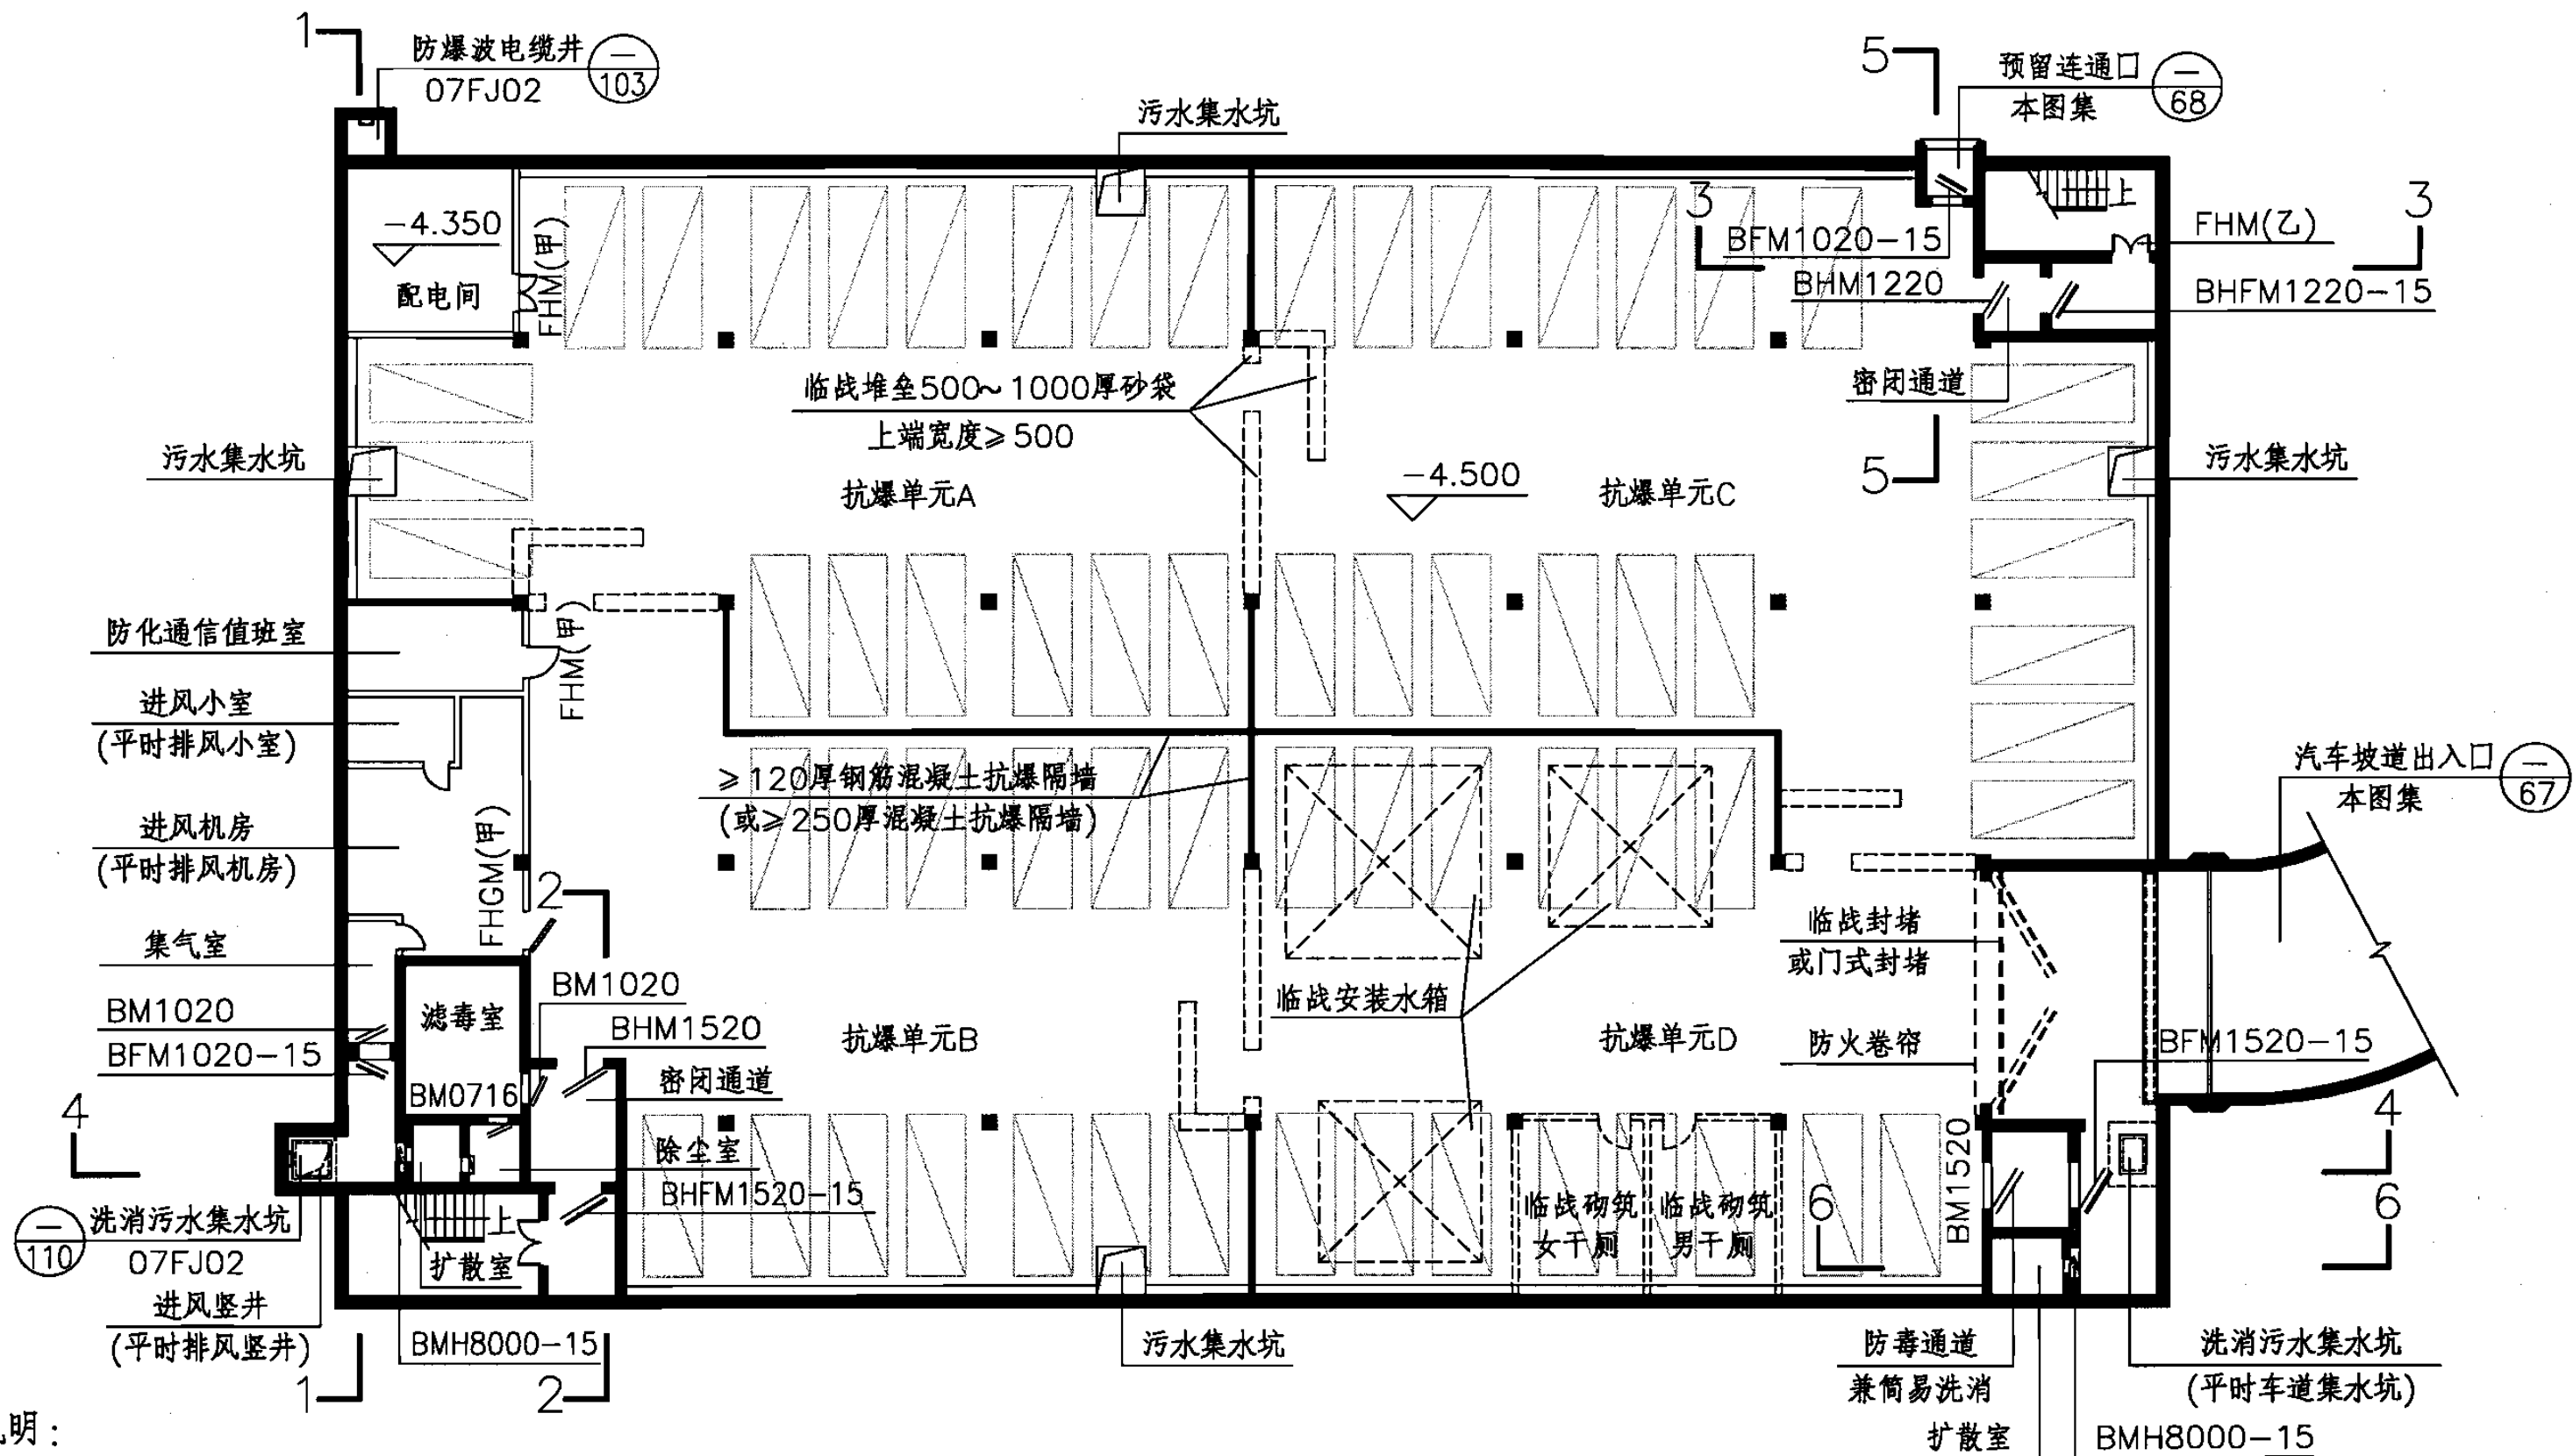 1
防爆波电缆井
07FJ02
—
103
污水集水坑
5
预留连通口
本图集
—
68
-4.350
配电间
FHM(甲)
3
BFM1020-15
BHM1220
上
FHM(乙)
3
BHFM1220-15
临战堆垒500~1000厚砂袋
上端宽度≥500
密闭通道
污水集水坑
抗爆单元A
-4.500
抗爆单元C
5
污水集水坑
防化通信值班室
FHM(甲)
进风小室
(平时排风小室)
≥120厚钢筋混凝土抗爆隔墙
(或≥250厚混凝土抗爆隔墙)
汽车坡道出入口
本图集
—
67
进风机房
(平时排风机房)
FHGM(甲)
2
集气室
BM1020
BFM1020-15
滤毒室
BM0716
BM1020
BHM1520
密闭通道
抗爆单元B
临战安装水箱
抗爆单元D
临战封堵
或门式封堵
防火卷帘
BFM1520-15
4
除尘室
BHFM1520-15
临战砌筑
女干厕
临战砌筑
男干厕
BM1520
4
6
6
—
110
洗消污水集水坑
07FJ02
上
扩散室
进风竖井
(平时排风竖井)
BMH8000-15
污水集水坑
防毒通道
兼简易洗消
洗消污水集水坑
(平时车道集水坑)
1
2
扩散室
BMH8000-15
明：